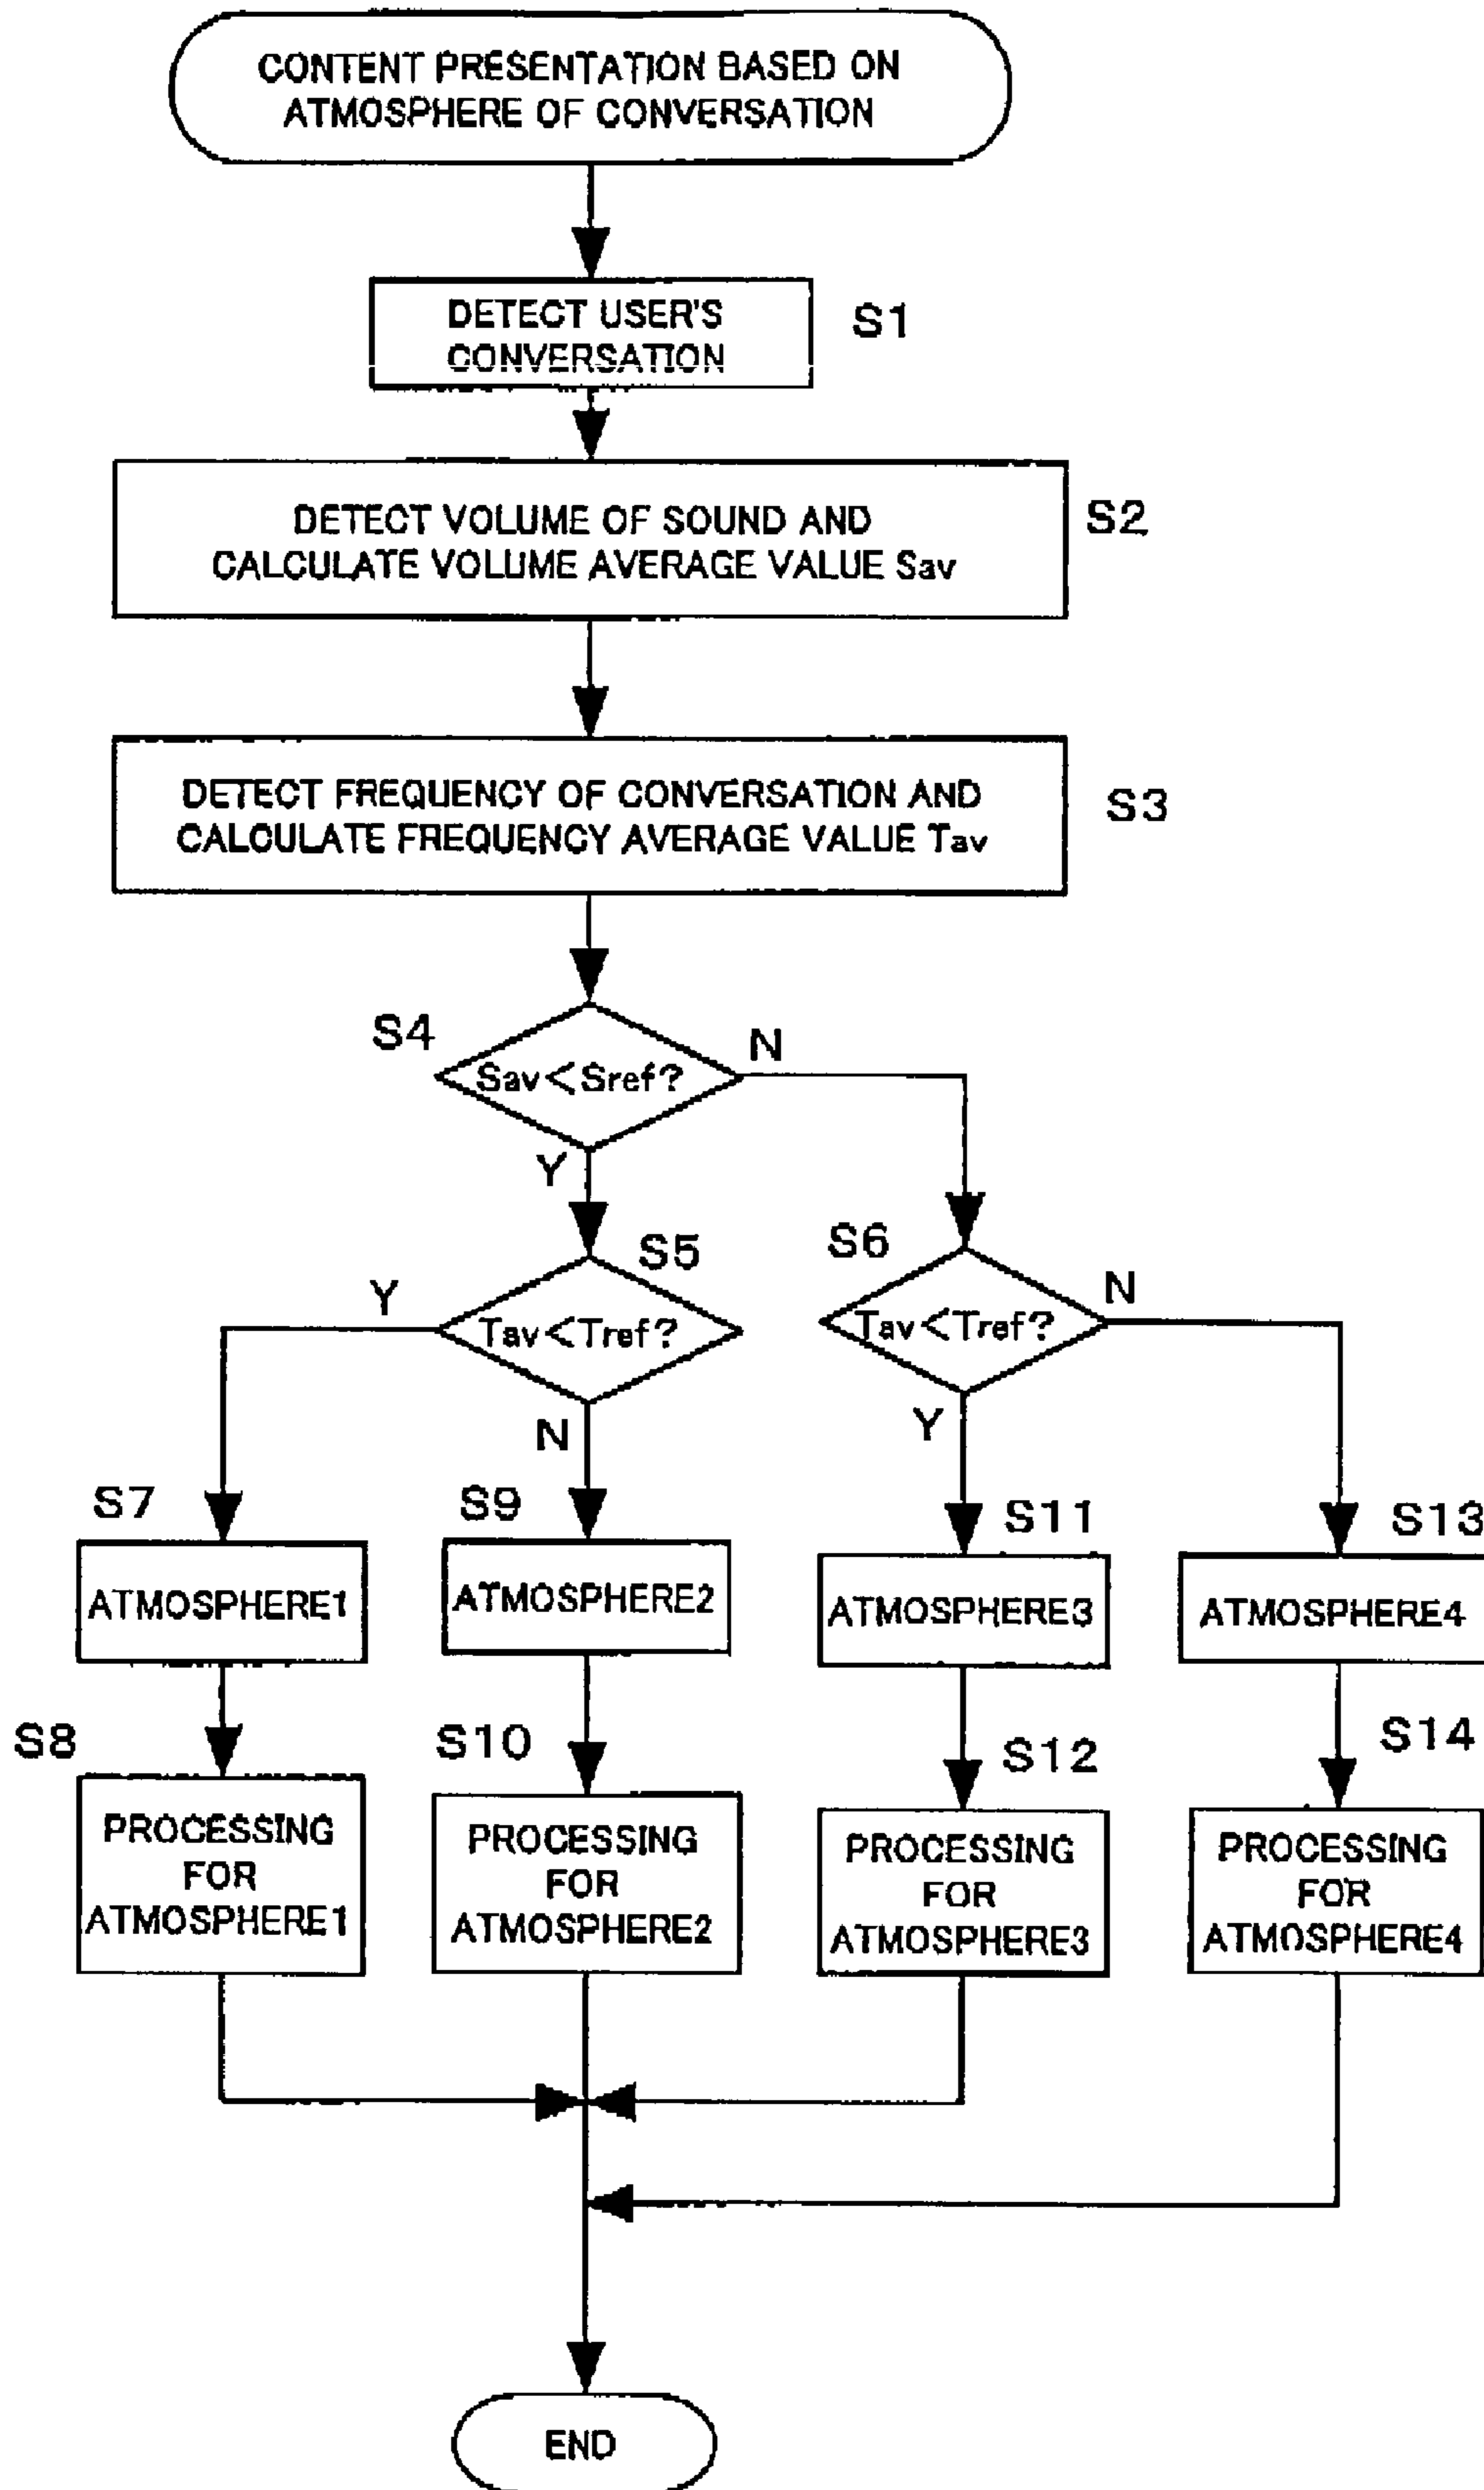 CONTENT PRESENTATION BASED ON
ATMOSPHERE OF CONVERSATION
DETECT USER'S
CONVERSATION
S1
DETECT VOLUME OF SOUND AND
CALCULATE VOLUME AVERAGE VALUE Sav
S2
DETECT FREQUENCY OF CONVERSATION AND
CALCULATE FREQUENCY AVERAGE VALUE Tav
S3
S4
Sav<Sref?
N
Y
S5
Tav<Tref?
Y
N
S6
Tav<Tref?
N
Y
S7
ATMOSPHERE1
S9
ATMOSPHERE2
S11
ATMOSPHERE3
S13
ATMOSPHERE4
S8
PROCESSING
FOR
ATMOSPHERE1
S10
PROCESSING
FOR
ATMOSPHERE2
S12
PROCESSING
FOR
ATMOSPHERE3
S14
PROCESSING
FOR
ATMOSPHERE4
END